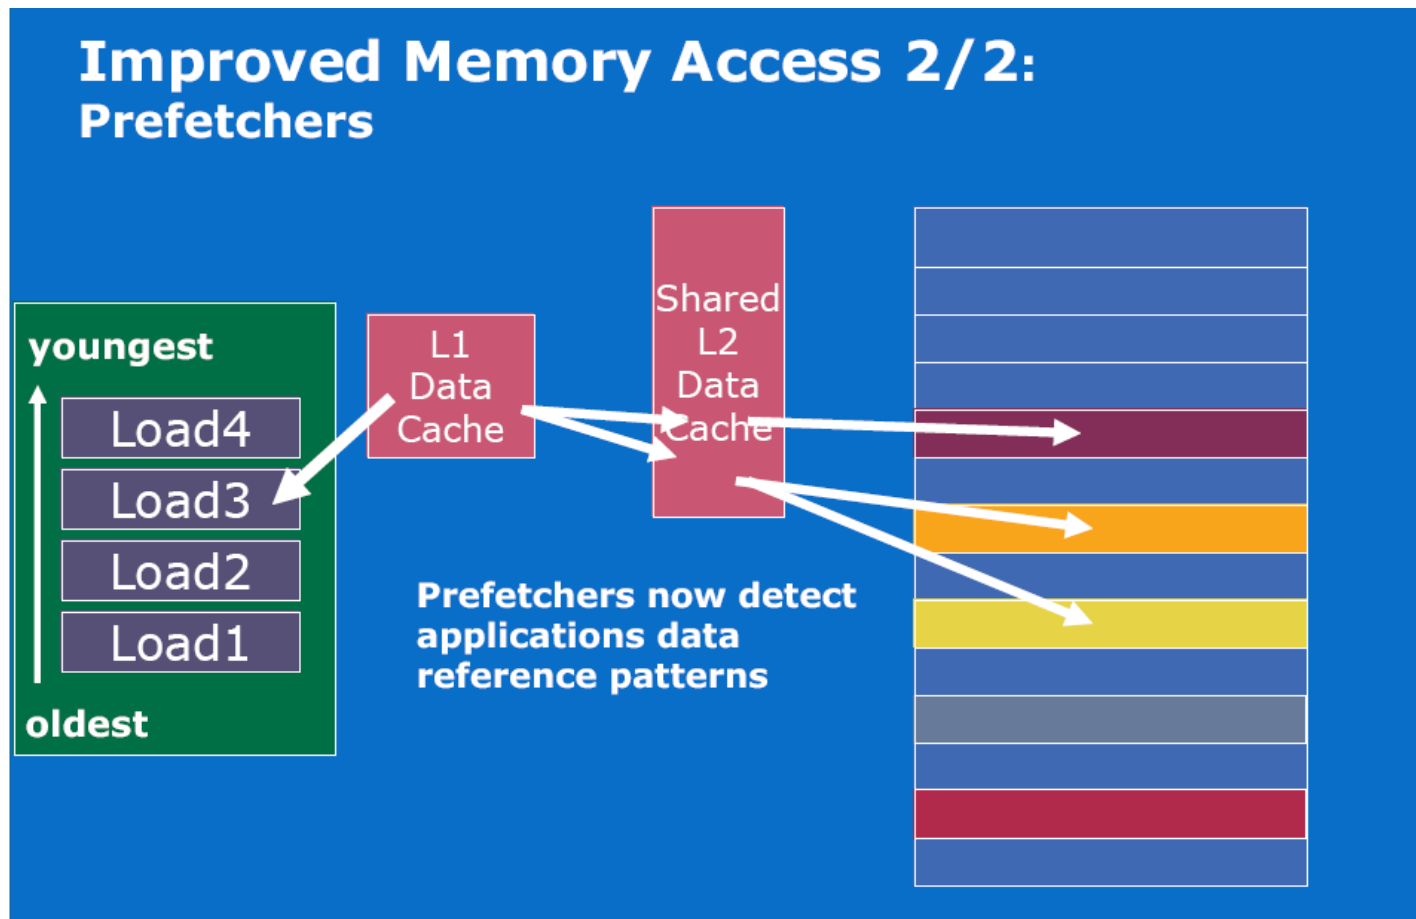 Improved Memory Access 2/2:
Prefetchers
youngest
Load4
Load3
Load2
Load1
oldest
L1
Data
Cache
Shared
L2
Data
Cache
Prefetchers now detect
applications data
reference patterns